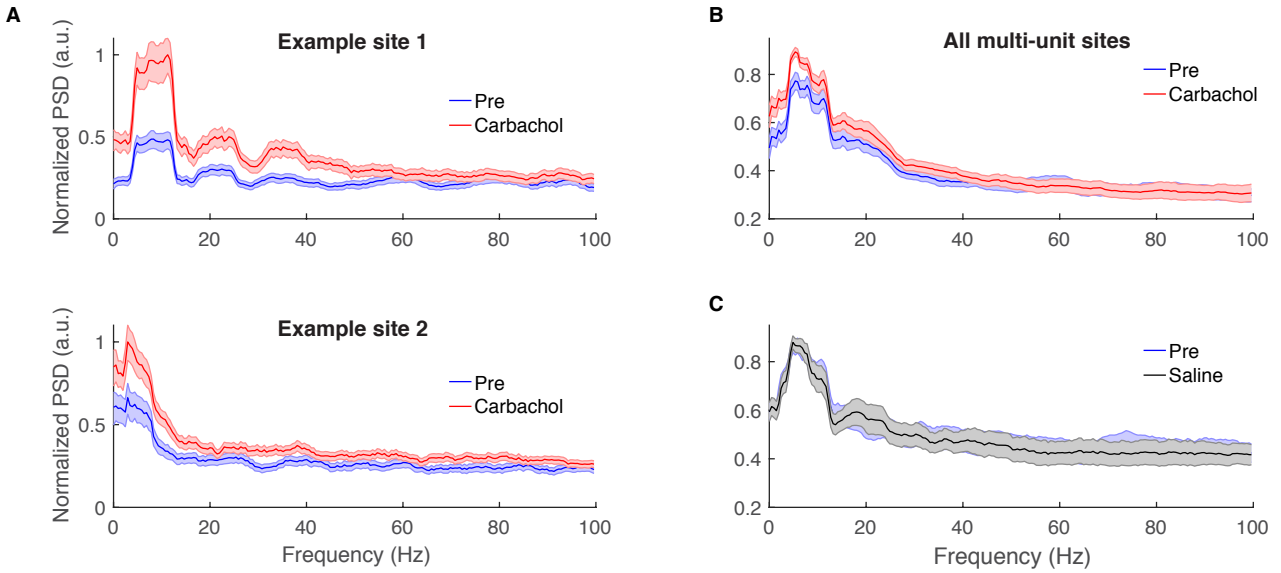 A
Example site 1
Normalized PSD (a.u.)
1
0.5
0
Pre
Carbachol
0 20 40 60 80 100
Example site 2
Normalized PSD (a.u.)
1
0.5
0
Pre
Carbachol
0 20 40 60 80 100
Frequency (Hz)
B
All multi-unit sites
0.8
0.6
0.4
0.2
Pre
Carbachol
0 20 40 60 80 100
C
0.8
0.6
0.4
0.2
Pre
Saline
0 20 40 60 80 100
Frequency (Hz)